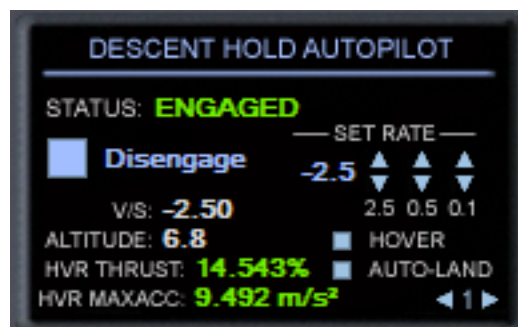 DESCENT HOLD AUTOPILOT
STATUS: ENGAGED
SET RATE
Disengage -2.5
V/S: -2.50 2.5 0.5 0.1
ALTITUDE: 6.8 HOVER
HVR THRUST: 14.543% AUTO-LAND
HVR MAXACC: 9.492 m/s² 1